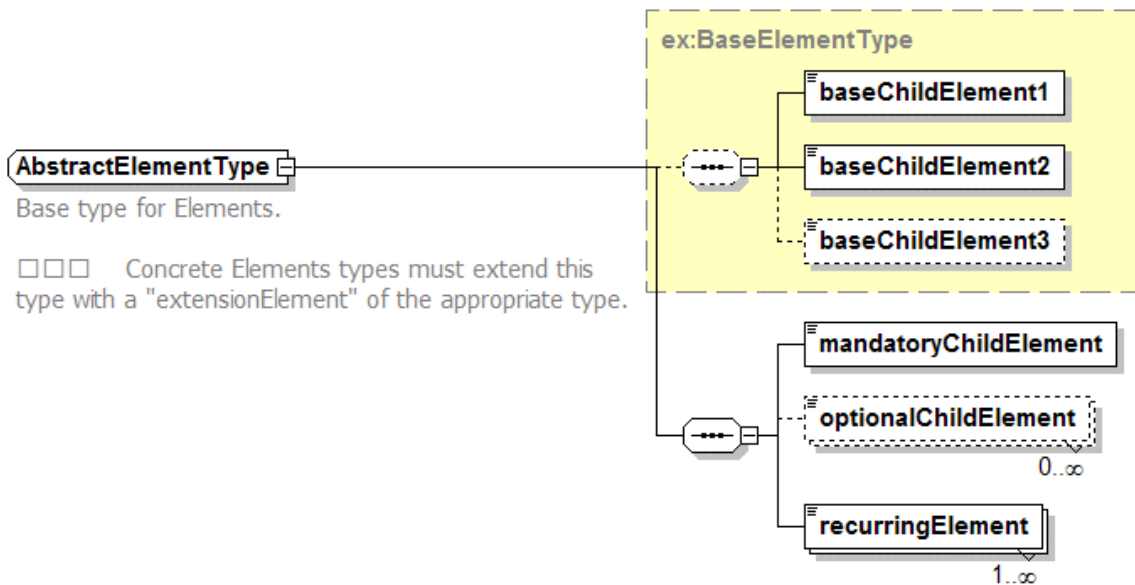 ex:BaseElementType
baseChildElement1
AbstractElementType
baseChildElement2
Base type for Elements.
baseChildElement3
□□□ Concrete Elements types must extend this
type with a "extensionElement" of the appropriate type.
mandatoryChildElement
optionalChildElement
0..∞
recurringElement
1..∞